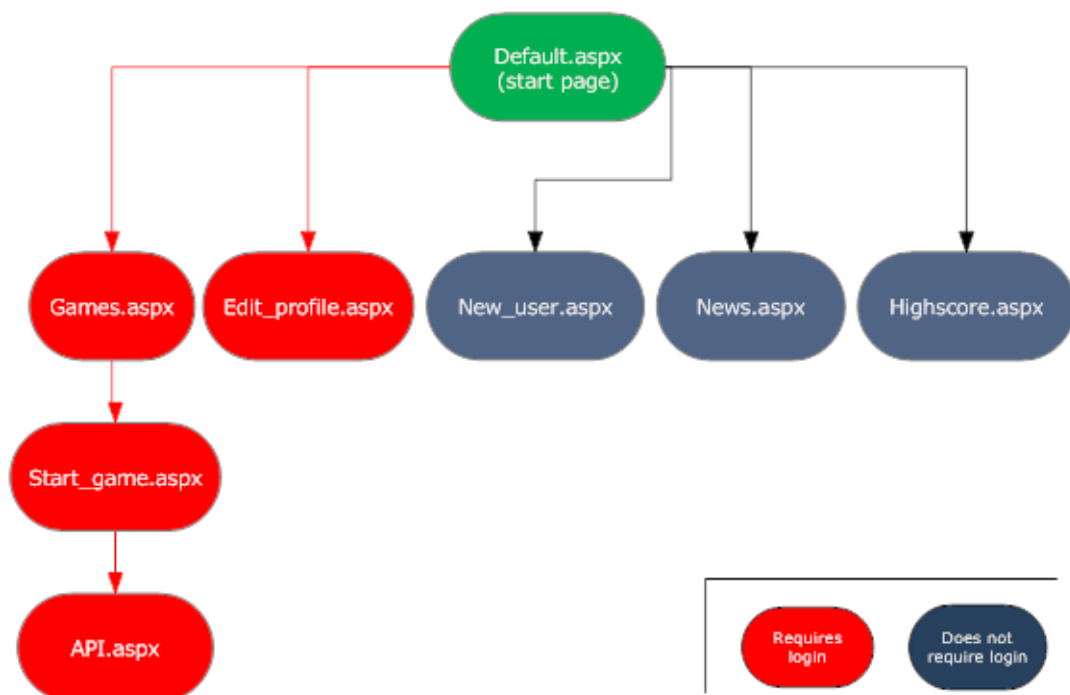 Default.aspx
(start page)
Games.aspx
Edit_profile.aspx
New_user.aspx
News.aspx
Highscore.aspx
Start_game.aspx
API.aspx
Requires
login
Does not
require login